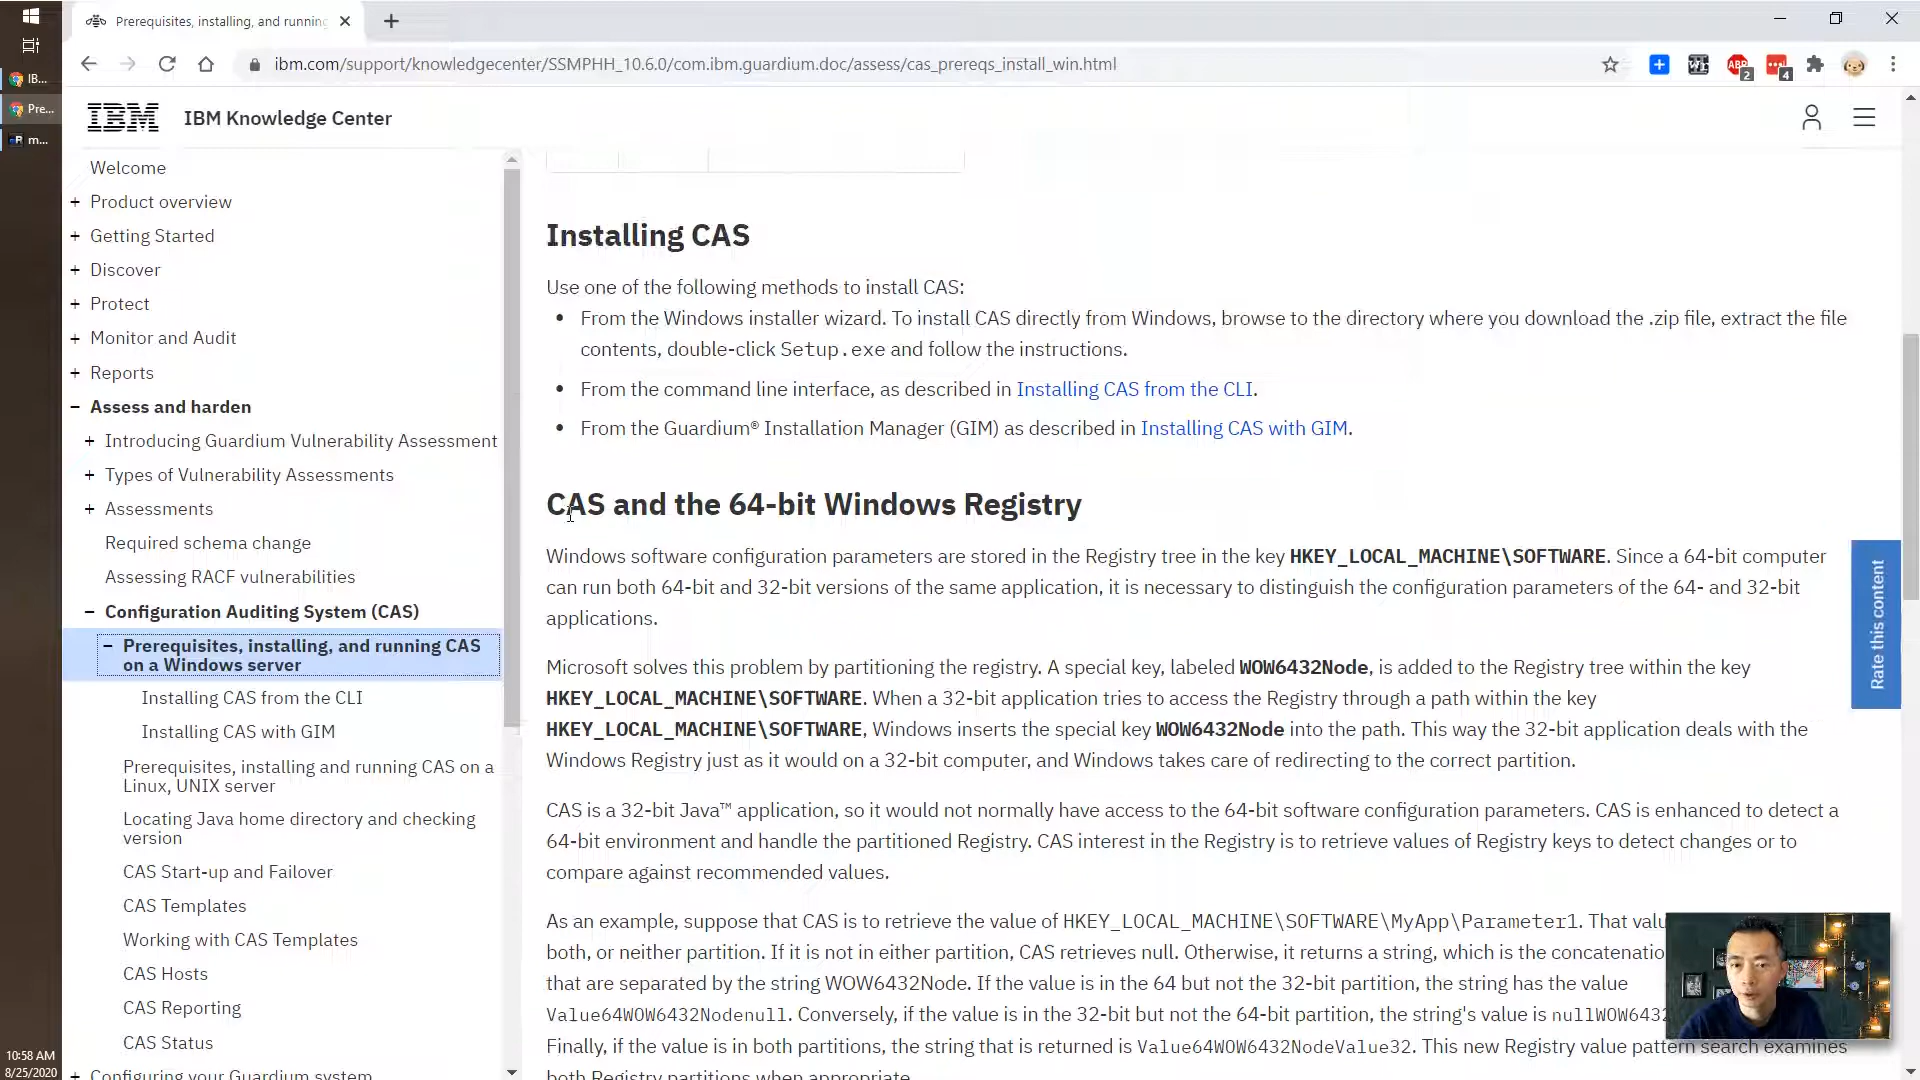 Prerequisites, installing, and running
ibm.com/support/knowledgecenter/SSMPHH_10.6.0/com.ibm.guardium.doc/assess/cas_prereqs_install_win.html
ABP
2
4
IB...
Pre...
m...
IBM
IBM Knowledge Center
Welcome
+ Product overview
+ Getting Started
+ Discover
+ Protect
+ Monitor and Audit
+ Reports
− Assess and harden
+ Introducing Guardium Vulnerability Assessment
+ Types of Vulnerability Assessments
+ Assessments
Required schema change
Assessing RACF vulnerabilities
− Configuration Auditing System (CAS)
− Prerequisites, installing, and running CAS
on a Windows server
Installing CAS from the CLI
Installing CAS with GIM
Prerequisites, installing and running CAS on a
Linux, UNIX server
Locating Java home directory and checking
version
CAS Start-up and Failover
CAS Templates
Working with CAS Templates
CAS Hosts
CAS Reporting
CAS Status
Configuring your Guardium system
Installing CAS
Use one of the following methods to install CAS:
• From the Windows installer wizard. To install CAS directly from Windows, browse to the directory where you download the .zip file, extract the file
contents, double-click Setup.exe and follow the instructions.
• From the command line interface, as described in Installing CAS from the CLI.
• From the Guardium® Installation Manager (GIM) as described in Installing CAS with GIM.
CAS and the 64-bit Windows Registry
Windows software configuration parameters are stored in the Registry tree in the key HKEY_LOCAL_MACHINE\SOFTWARE. Since a 64-bit computer
can run both 64-bit and 32-bit versions of the same application, it is necessary to distinguish the configuration parameters of the 64- and 32-bit
applications.
Microsoft solves this problem by partitioning the registry. A special key, labeled WOW6432Node, is added to the Registry tree within the key
HKEY_LOCAL_MACHINE\SOFTWARE. When a 32-bit application tries to access the Registry through a path within the key
HKEY_LOCAL_MACHINE\SOFTWARE, Windows inserts the special key WOW6432Node into the path. This way the 32-bit application deals with the
Windows Registry just as it would on a 32-bit computer, and Windows takes care of redirecting to the correct partition.
CAS is a 32-bit Java™ application, so it would not normally have access to the 64-bit software configuration parameters. CAS is enhanced to detect a
64-bit environment and handle the partitioned Registry. CAS interest in the Registry is to retrieve values of Registry keys to detect changes or to
compare against recommended values.
As an example, suppose that CAS is to retrieve the value of HKEY_LOCAL_MACHINE\SOFTWARE\MyApp\Parameter1. That valu
both, or neither partition. If it is not in either partition, CAS retrieves null. Otherwise, it returns a string, which is the concatenatio
that are separated by the string WOW6432Node. If the value is in the 64 but not the 32-bit partition, the string has the value
Value64WOW6432Nodenull. Conversely, if the value is in the 32-bit but not the 64-bit partition, the string's value is nullWOW6432
Finally, if the value is in both partitions, the string that is returned is Value64WOW6432NodeValue32. This new Registry value pattern search examines
both Registry partitions when appropriate.
Rate this content
10:58 AM
8/25/2020